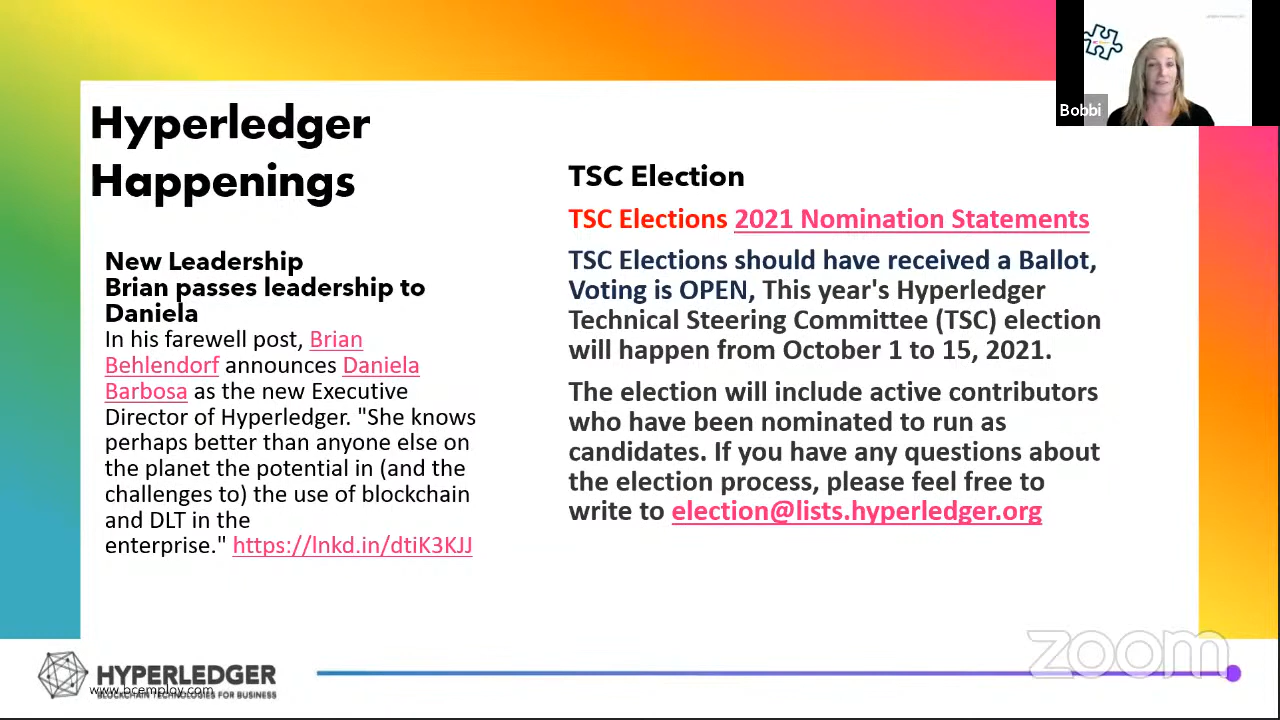 Hyperledger
Happenings
New Leadership
Brian passes leadership to
Daniela
In his farewell post, Brian
Behlendorf announces Daniela
Barbosa as the new Executive
Director of Hyperledger. "She knows
perhaps better than anyone else on
the planet the potential in (and the
challenges to) the use of blockchain
and DLT in the
enterprise." https://lnkd.in/dtiK3KJJ
TSC Election
TSC Elections 2021 Nomination Statements
TSC Elections should have received a Ballot,
Voting is OPEN, This year's Hyperledger
Technical Steering Committee (TSC) election
will happen from October 1 to 15, 2021.
The election will include active contributors
who have been nominated to run as
candidates. If you have any questions about
the election process, please feel free to
write to election@lists.hyperledger.org
Bobbi
HYPERLEDGER
BLOCKCHAIN TECHNOLOGIES FOR BUSINESS
www.bcemploy.com
zoom